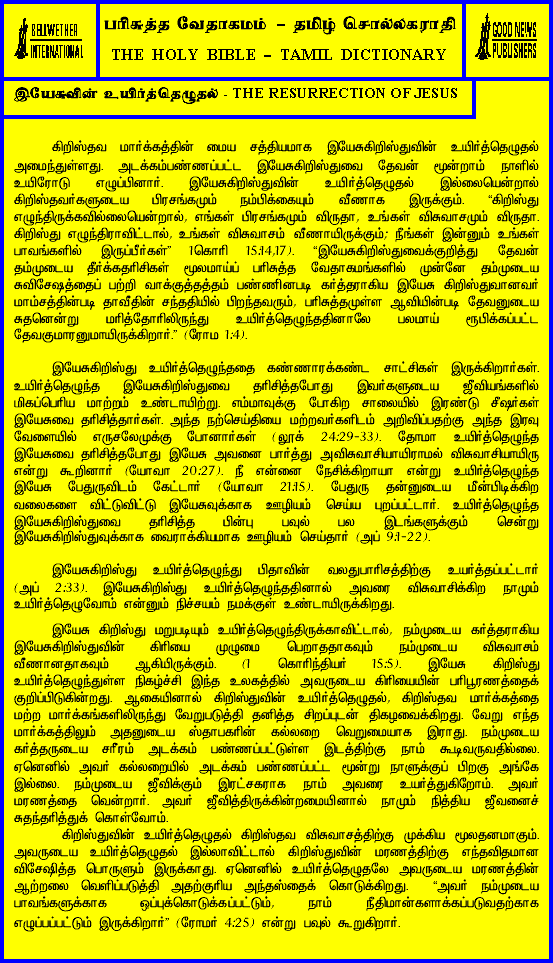 BELLWETHER
INTERNATIONAL
பரிசுத்த வேதாகமம் – தமிழ் சொல்லகராதி
THE HOLY BIBLE – TAMIL DICTIONARY
GOOD NEWS
PUBLISHERS
இயேசுவின் உயிர்த்தெழுதல் - THE RESURRECTION OF JESUS
கிறிஸ்தவ மார்க்கத்தின் மைய சத்தியமாக இயேசுகிறிஸ்துவின் உயிர்த்தெழுதல்
அமைந்துள்ளது. அடக்கம்பண்ணப்பட்ட இயேசுகிறிஸ்துவை தேவன் மூன்றாம் நாளில்
உயிரோடு எழுப்பினார். இயேசுகிறிஸ்துவின் உயிர்த்தெழுதல் இல்லையென்றால்
கிறிஸ்தவர்களுடைய பிரசங்கமும் நம்பிக்கையும் வீணாக இருக்கும். “கிறிஸ்து
எழுந்திருக்கவில்லையென்றால், எங்கள் பிரசங்கமும் விருதா, உங்கள் விசுவாசமும் விருதா.
கிறிஸ்து எழுந்திராவிட்டால், உங்கள் விசுவாசம் வீணாயிருக்கும்; நீங்கள் இன்னும் உங்கள்
பாவங்களில் இருப்பீர்கள்” 1கொரி 15:14,17). “இயேசுகிறிஸ்துவைக்குறித்து தேவன்
தம்முடைய தீர்க்கதரிசிகள் மூலமாய்ப் பரிசுத்த வேதாகமங்களில் முன்னே தம்முடைய
சுவிசேஷத்தைப் பற்றி வாக்குத்தத்தம் பண்ணினபடி கர்த்தராகிய இயேசு கிறிஸ்துவானவர்
மாம்சத்தின்படி தாவீதின் சந்ததியில் பிறந்தவரும், பரிசுத்தமுள்ள ஆவியின்படி தேவனுடைய
சுதனென்று மரித்தோரிலிருந்து உயிர்த்தெழுந்ததினாலே பலமாய் ரூபிக்கப்பட்ட
தேவகுமாரனுமாயிருக்கிறார்.” (ரோம 1:4).
இயேசுகிறிஸ்து உயிர்த்தெழுந்ததை கண்ணாரக்கண்ட சாட்சிகள் இருக்கிறார்கள்.
உயிர்த்தெழுந்த இயேசுகிறிஸ்துவை தரிசித்தபோது இவர்களுடைய ஜீவியங்களில்
மிகப்பெரிய மாற்றம் உண்டாயிற்று. எம்மாவுக்கு போகிற சாலையில் இரண்டு சீஷர்கள்
இயேசுவை தரிசித்தார்கள். அந்த நற்செய்தியை மற்றவர்களிடம் அறிவிப்பதற்கு அந்த இரவு
வேளையில் எருசலேமுக்கு போனார்கள் (லூக் 24:29-33). தோமா உயிர்த்தெழுந்த
இயேசுவை தரிசித்தபோது இயேசு அவனை பார்த்து அவிசுவாசியாயிராமல் விசுவாசியாயிரு
என்று கூறினார் (யோவா 20:27). நீ என்னை நேசிக்கிறாயா என்று உயிர்த்தெழுந்த
இயேசு பேதுருவிடம் கேட்டார் (யோவா 21:15). பேதுரு தன்னுடைய மீன்பிடிக்கிற
வலைகளை விட்டுவிட்டு இயேசுவுக்காக ஊழியம் செய்ய புறப்பட்டார். உயிர்த்தெழுந்த
இயேசுகிறிஸ்துவை தரிசித்த பின்பு பவுல் பல இடங்களுக்கும் சென்று
இயேசுகிறிஸ்துவுக்காக வைராக்கியமாக ஊழியம் செய்தார் (அப் 9:1-22).
இயேசுகிறிஸ்து உயிர்த்தெழுந்து பிதாவின் வலதுபாரிசத்திற்கு உயர்த்தப்பட்டார்
(அப் 2:33). இயேசுகிறிஸ்து உயிர்த்தெழுந்ததினால் அவரை விசுவாசிக்கிற நாமும்
உயிர்த்தெழுவோம் என்னும் நிச்சயம் நமக்குள் உண்டாயிருக்கிறது.
இயேசு கிறிஸ்து மறுபடியும் உயிர்த்தெழுந்திருக்காவிட்டால், நம்முடைய கர்த்தராகிய
இயேசுகிறிஸ்துவின் கிரியை முழுமை பெறாததாகவும் நம்முடைய விசுவாசம்
வீணானதாகவும் ஆகியிருக்கும். (1 கொரிந்தியர் 15:5). இயேசு கிறிஸ்து
உயிர்த்தெழுந்துள்ள நிகழ்ச்சி இந்த உலகத்தில் அவருடைய கிரியையின் பரிபூரணத்தைக்
குறிப்பிடுகின்றது. ஆகையினால் கிறிஸ்துவின் உயிர்த்தெழுதல், கிறிஸ்தவ மார்க்கத்தை
மற்ற மார்க்கங்களிலிருந்து வேறுபடுத்தி தனித்த சிறப்புடன் திகழவைக்கிறது. வேறு எந்த
மார்க்கத்திலும் அதனுடைய ஸ்தாபகரின் கல்லறை வெறுமையாக இராது. நம்முடைய
கர்த்தருடைய சரீரம் அடக்கம் பண்ணப்பட்டுள்ள இடத்திற்கு நாம் கூடிவருவதில்லை.
ஏனெனில் அவர் கல்லறையில் அடக்கம் பண்ணப்பட்ட மூன்று நாளுக்குப் பிறகு அங்கே
இல்லை. நம்முடைய ஜீவிக்கும் இரட்சகராக நாம் அவரை உயர்த்துகிறோம். அவர்
மரணத்தை வென்றார். அவர் ஜீவித்திருக்கின்றமையினால் நாமும் நித்திய ஜீவனைச்
சுதந்தரித்துக் கொள்வோம்.
கிறிஸ்துவின் உயிர்த்தெழுதல் கிறிஸ்தவ விசுவாசத்திற்கு முக்கிய மூலதனமாகும்.
அவருடைய உயிர்த்தெழுதல் இல்லாவிட்டால் கிறிஸ்துவின் மரணத்திற்கு எந்தவிதமான
விசேஷித்த பொருளும் இருக்காது. ஏனெனில் உயிர்த்தெழுதலே அவருடைய மரணத்தின்
ஆற்றலை வெளிப்படுத்தி அதற்குரிய அந்தஸ்தைக் கொடுக்கிறது. “அவர் நம்முடைய
பாவங்களுக்காக ஒப்புக்கொடுக்கப்பட்டும், நாம் நீதிமான்களாக்கப்படுவதற்காக
எழுப்பப்பட்டும் இருக்கிறார்” (ரோமர் 4:25) என்று பவுல் கூறுகிறார்.